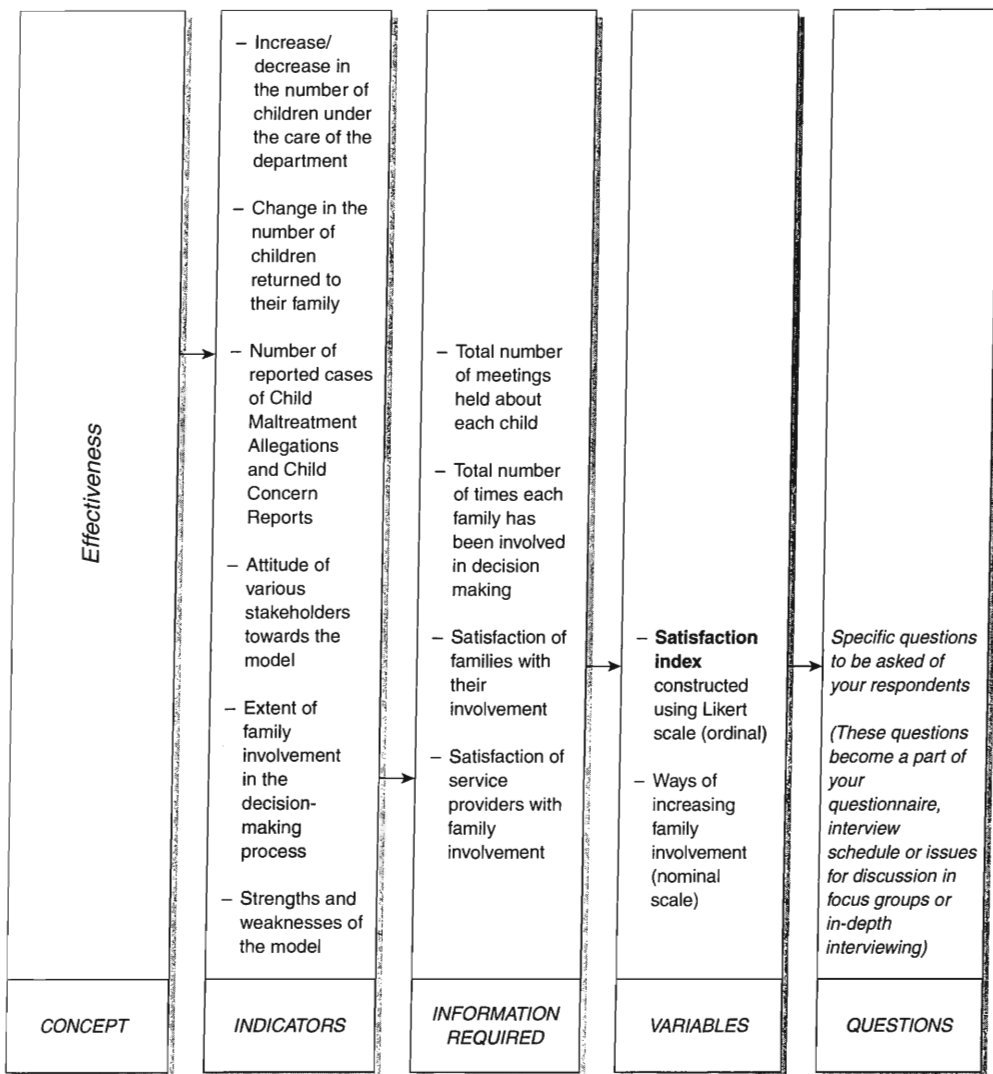 Effectiveness
CONCEPT
– Increase/
decrease in
the number of
children under
the care of the
department
– Change in the
number of
children
returned to
their family
– Number of
reported cases
of Child
Maltreatment
Allegations
and Child
Concern
Reports
– Attitude of
various
stakeholders
towards the
model
– Extent of
family
involvement
in the
decision-
making
process
– Strengths and
weaknesses of
the model
INDICATORS
– Total number
of meetings
held about
each child
– Total number
of times each
family has
been involved
in decision
making
– Satisfaction of
families with
their
involvement
– Satisfaction of
service
providers with
family
involvement
INFORMATION
REQUIRED
– Satisfaction
index
constructed
using Likert
scale (ordinal)
– Ways of
increasing
family
involvement
(nominal
scale)
VARIABLES
Specific questions
to be asked of
your respondents
(These questions
become a part of
your
questionnaire,
interview
schedule or issues
for discussion in
focus groups or
in-depth
interviewing)
QUESTIONS